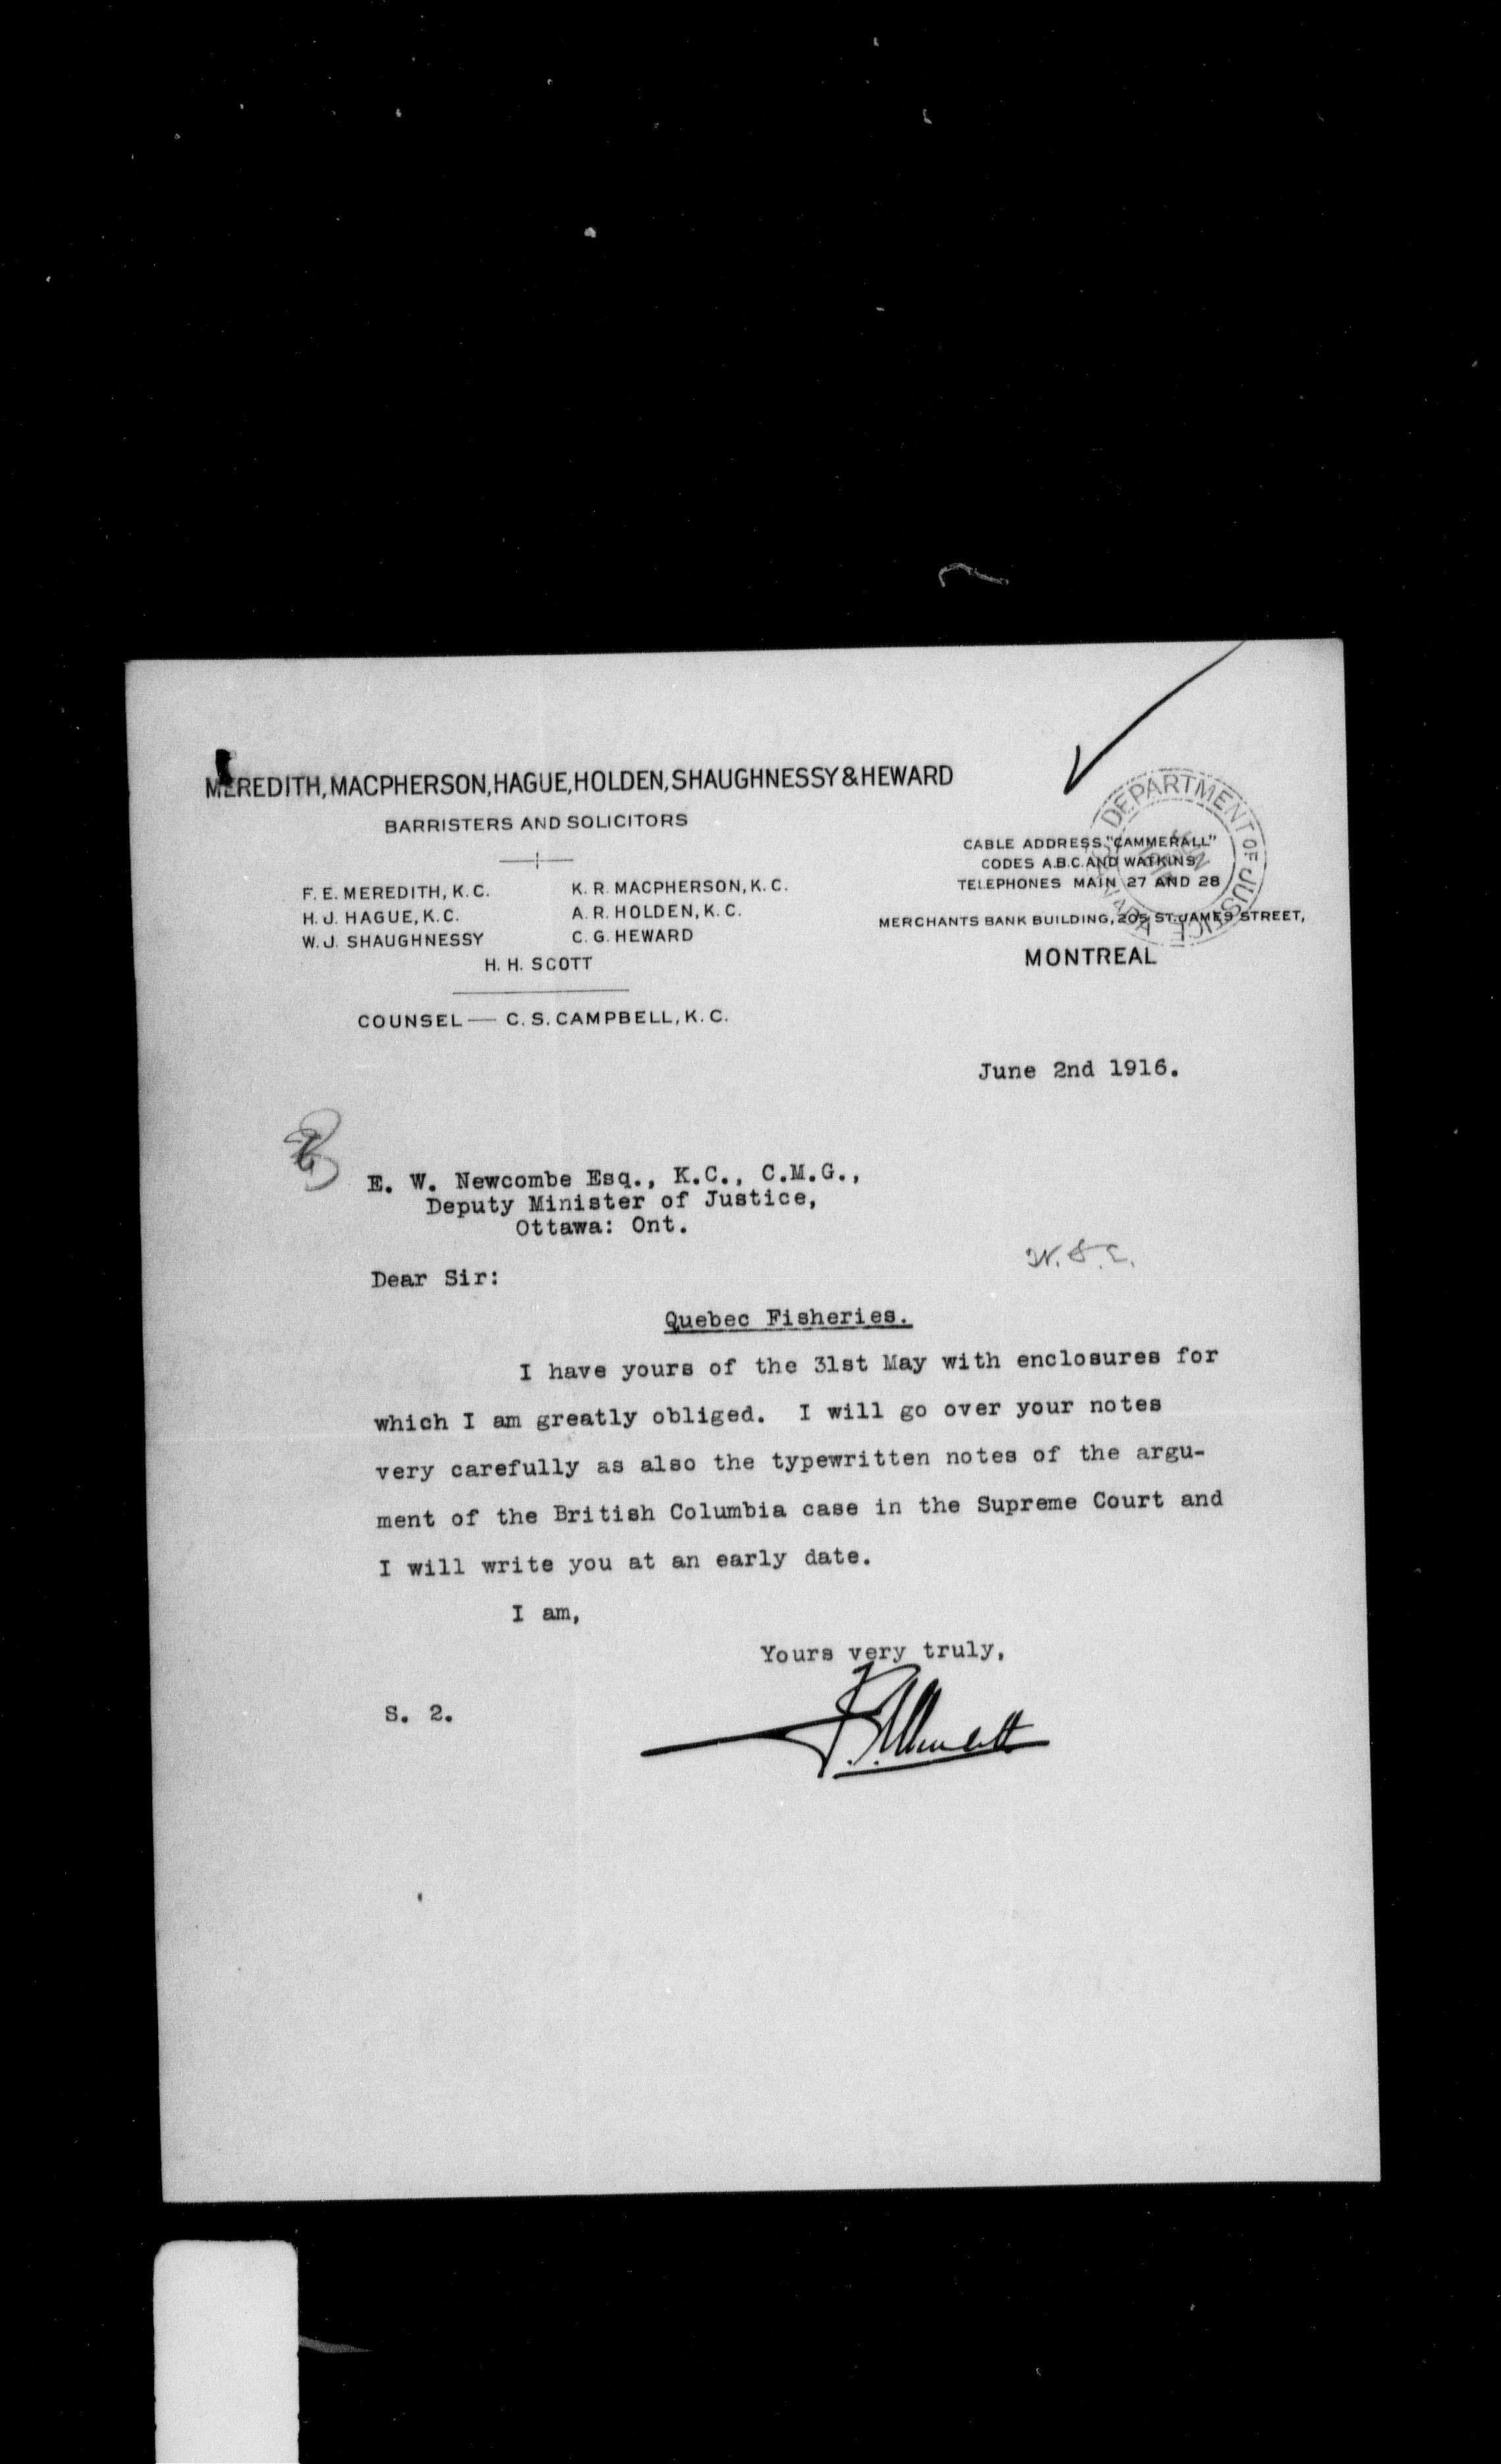 MEREDITH, MACPHERSON, HAGUE, HOLDEN, SHAUGHNESSY & HEWARD
BARRISTERS AND SOLICITORS
F. E. MEREDITH, K.C. K. R. MACPHERSON, K.C.
H. J. HAGUE, K.C. A. R. HOLDEN, K.C.
W. J. SHAUGHNESSY C. G. HEWARD
H. H. SCOTT
COUNSEL — C. S. CAMPBELL, K.C.
DEPARTMENT OF JUSTICE
CABLE ADDRESS "CAMMERALL"
CODES A.B.C. AND WATKINS
TELEPHONES MAIN 27 AND 28
MERCHANTS BANK BUILDING, 205 ST. JAMES STREET,
MONTREAL
June 2nd 1916.
E. W. Newcombe Esq., K.C., C.M.G.,
Deputy Minister of Justice,
Ottawa: Ont.
Dear Sir:
Quebec Fisheries.
I have yours of the 31st May with enclosures for
which I am greatly obliged. I will go over your notes
very carefully as also the typewritten notes of the argu-
ment of the British Columbia case in the Supreme Court and
I will write you at an early date.
I am,
Yours very truly,
S. 2.